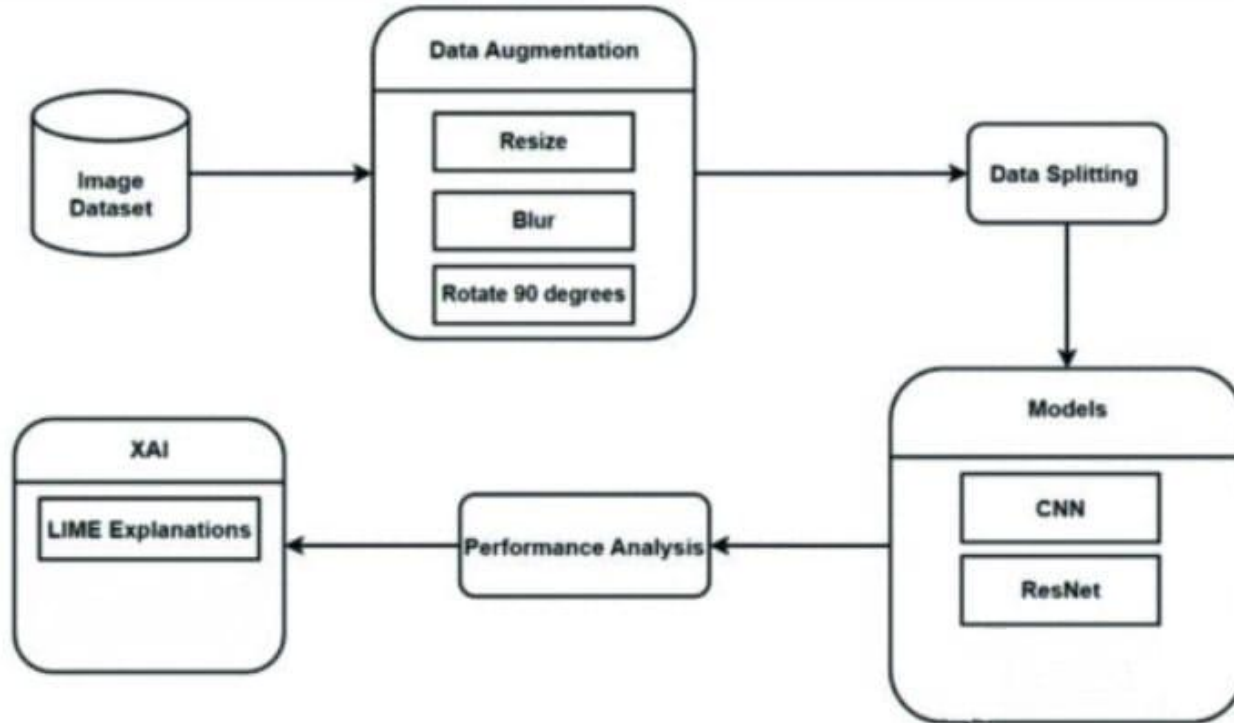 Data Augmentation
Resize
Blur
Rotate 90 degrees
Image
Dataset
Data Splitting
Models
CNN
ResNet
Performance Analysis
XAI
LIME Explanations